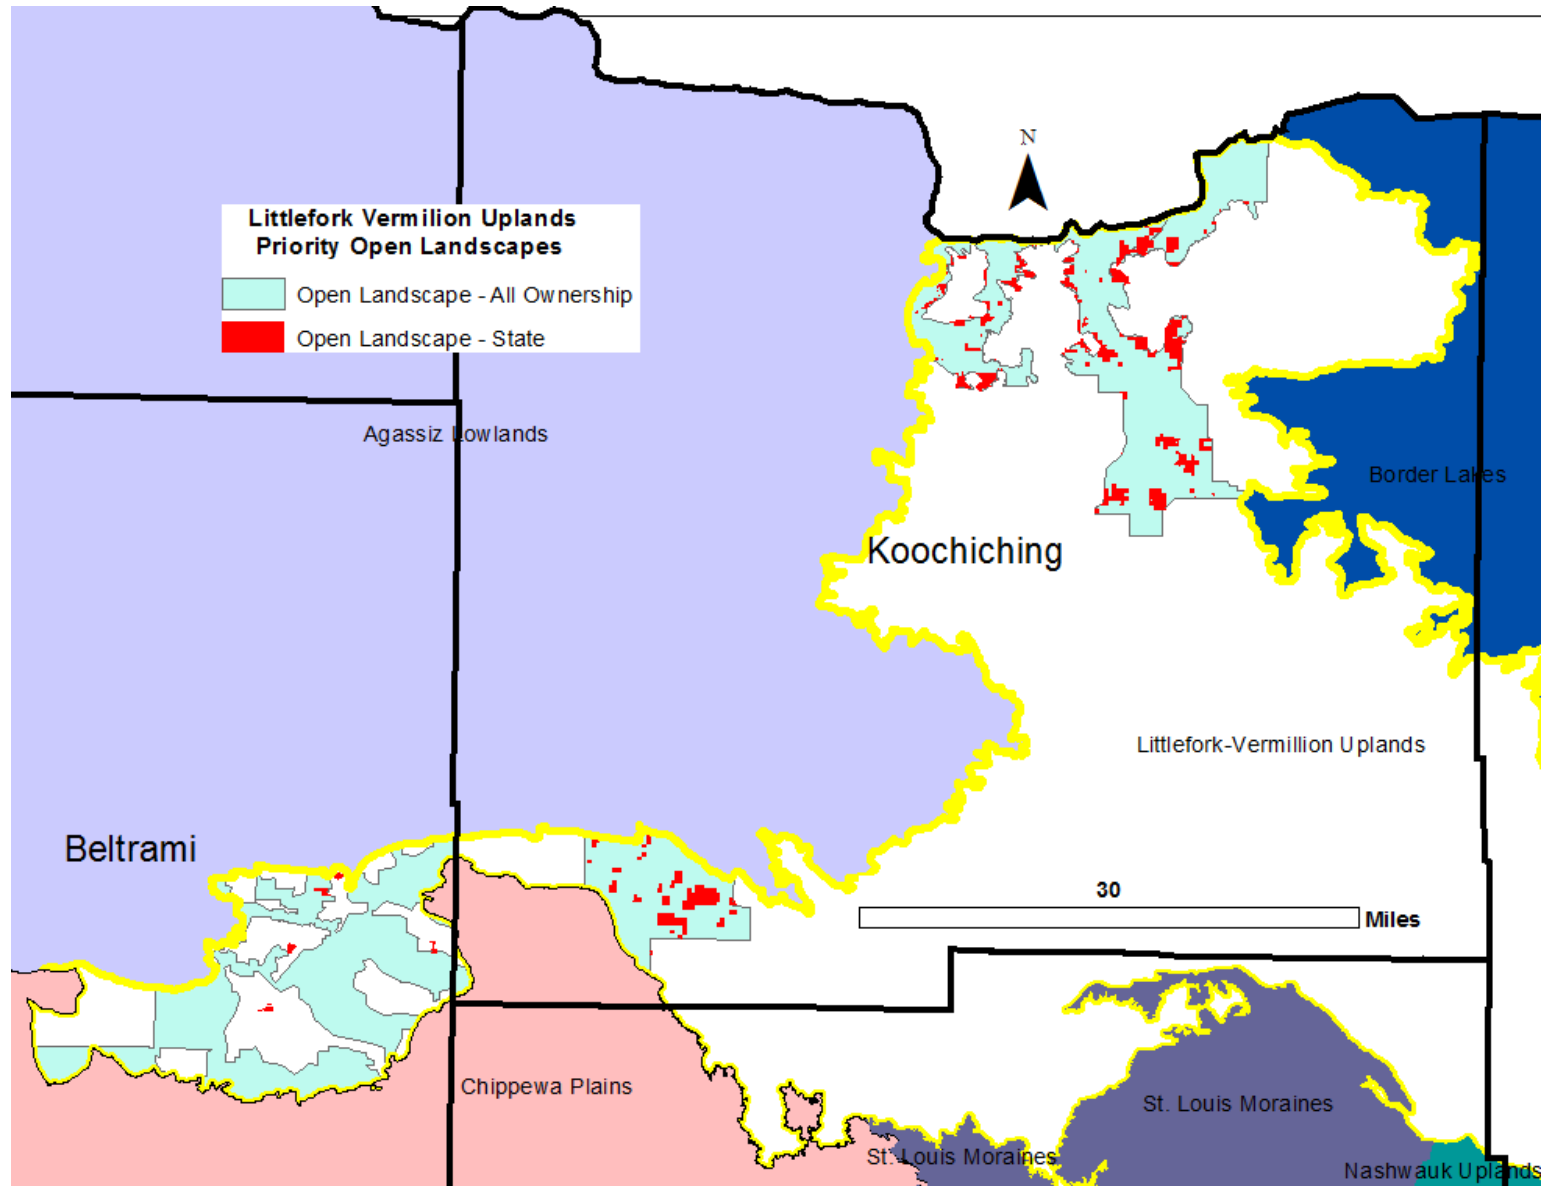 N
Littlefork Vermilion Uplands
Priority Open Landscapes
Open Landscape - All Ownership
Open Landscape - State
Agassiz Lowlands
Border Lakes
Koochiching
Littlefork-Vermillion Uplands
Beltrami
30
Miles
Chippewa Plains
St. Louis Moraines
St. Louis Moraines
Nashwauk Uplands